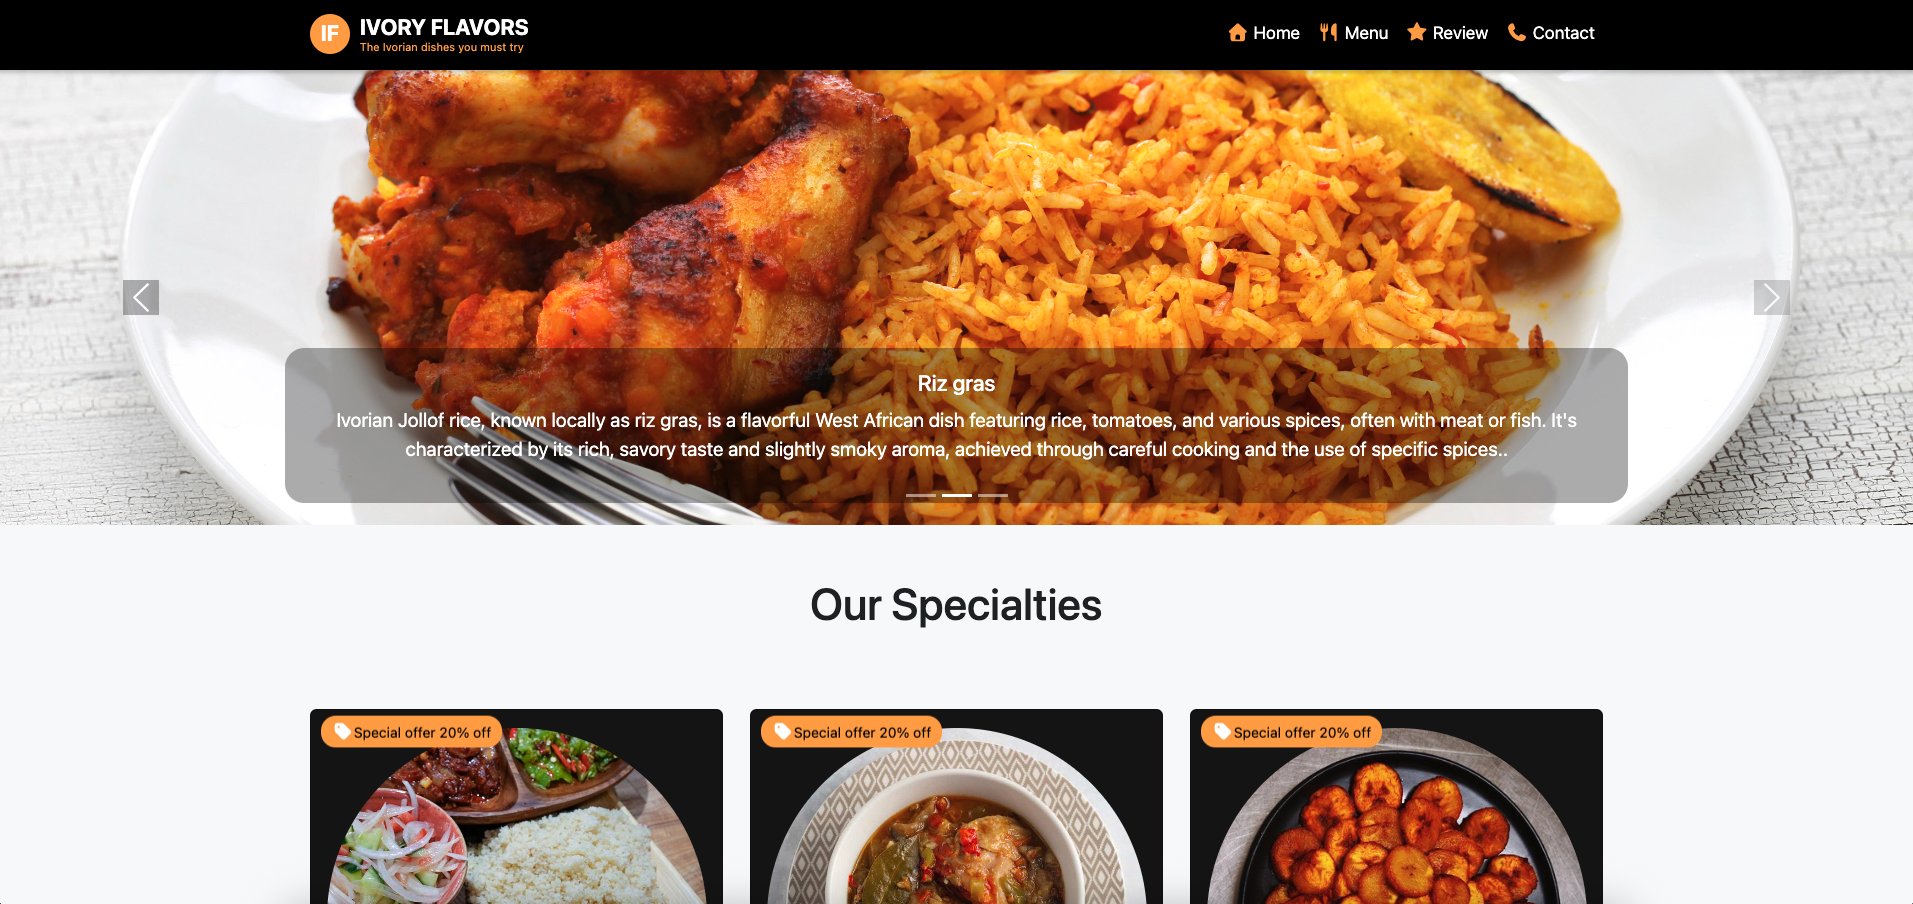 IF
IVORY FLAVORS
The Ivorian dishes you must try
Home
Menu
Review
Contact
Riz gras
Ivorian Jollof rice, known locally as riz gras, is a flavorful West African dish featuring rice, tomatoes, and various spices, often with meat or fish. It's
characterized by its rich, savory taste and slightly smoky aroma, achieved through careful cooking and the use of specific spices..
Our Specialties
Special offer 20% off
Special offer 20% off
Special offer 20% off